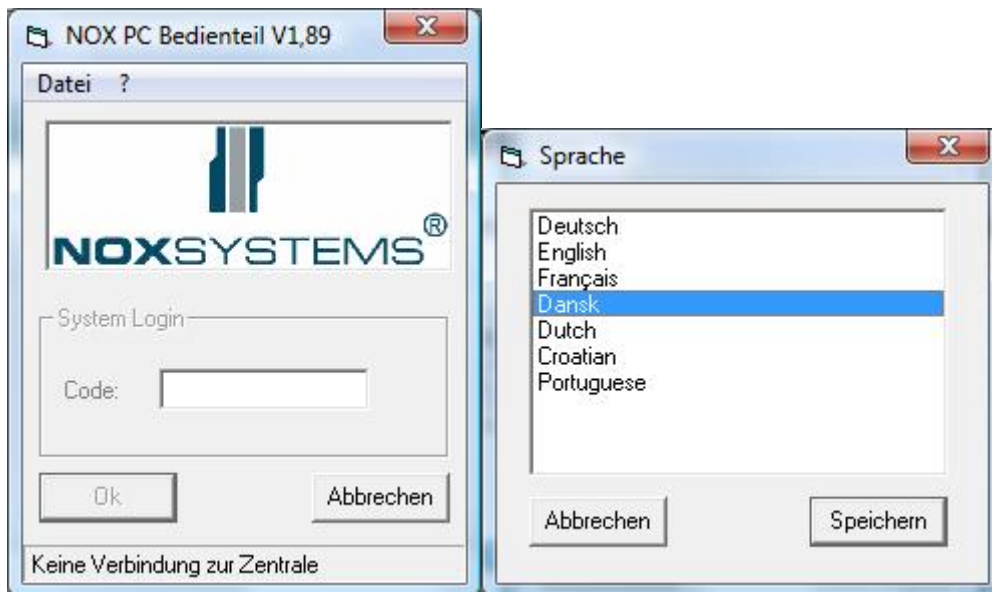 NOX PC Bedienteil V1,89
Datei ?
NOXSYSTEMS®
System Login
Code:
Ok Abbrechen
Keine Verbindung zur Zentrale
Sprache
Deutsch
English
Français
Dansk
Dutch
Croatian
Portuguese
Abbrechen Speichern